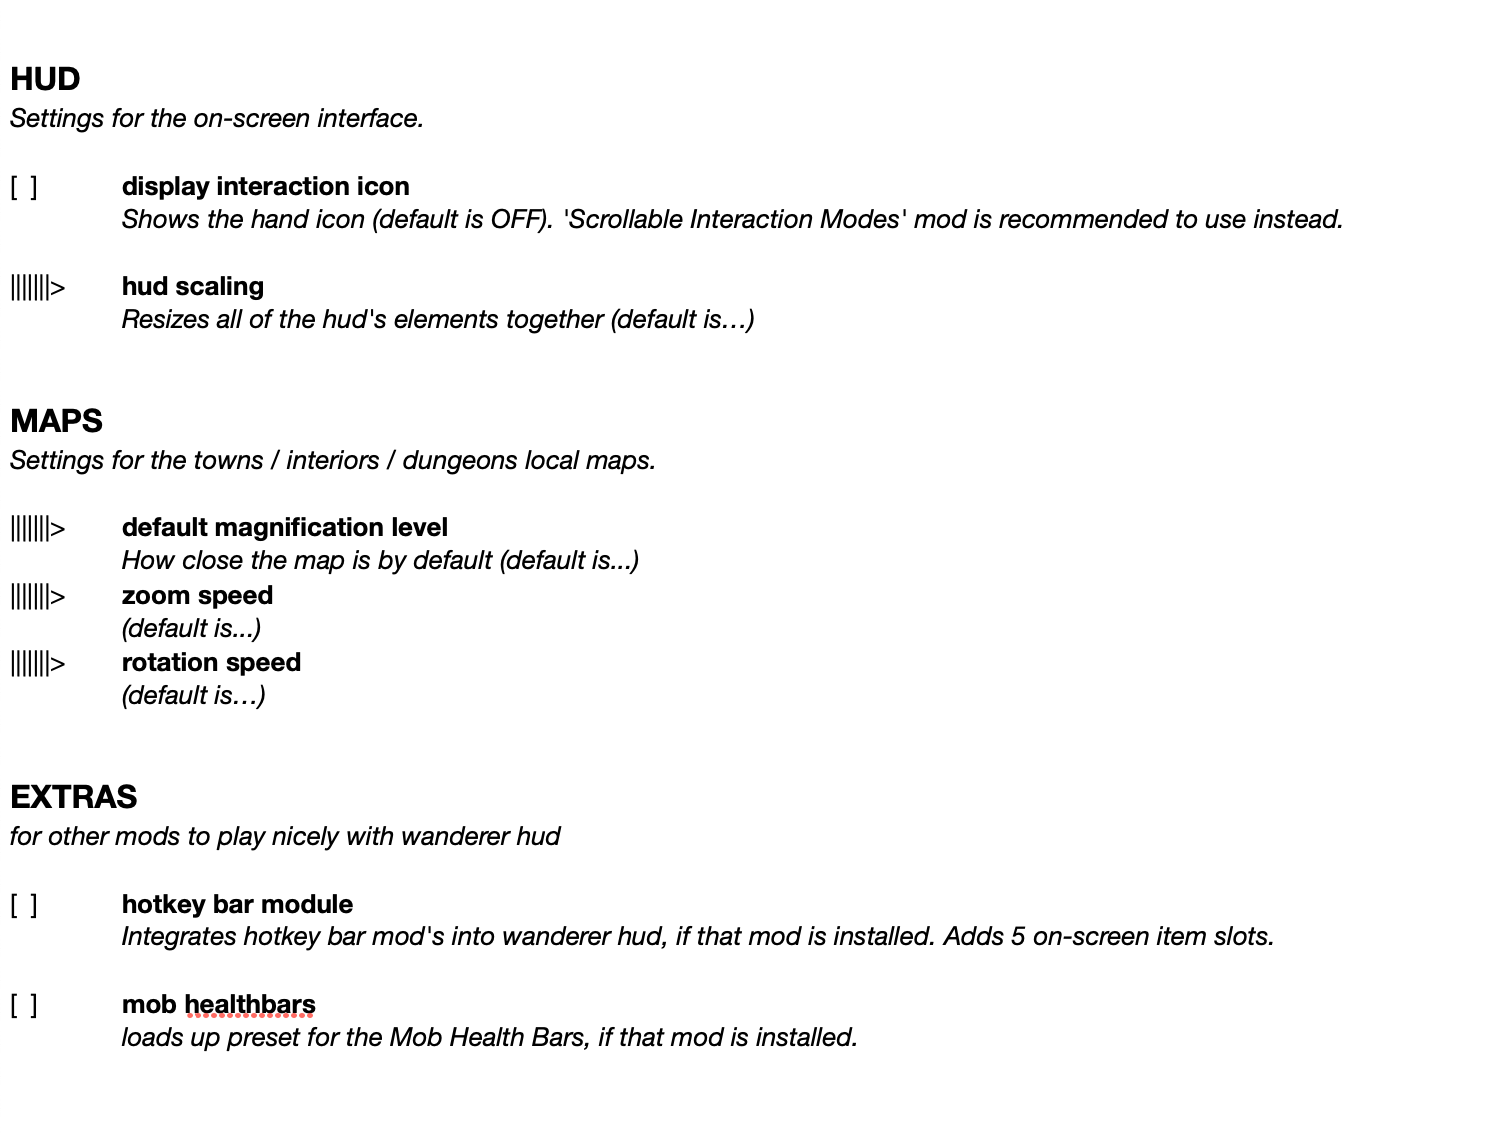 HUD
Settings for the on-screen interface.
[ ] display interaction icon
Shows the hand icon (default is OFF). 'Scrollable Interaction Modes' mod is recommended to use instead.
|||||||> hud scaling
Resizes all of the hud's elements together (default is…)
MAPS
Settings for the towns / interiors / dungeons local maps.
|||||||> default magnification level
How close the map is by default (default is...)
|||||||> zoom speed
(default is...)
|||||||> rotation speed
(default is…)
EXTRAS
for other mods to play nicely with wanderer hud
[ ] hotkey bar module
Integrates hotkey bar mod's into wanderer hud, if that mod is installed. Adds 5 on-screen item slots.
[ ] mob healthbars
loads up preset for the Mob Health Bars, if that mod is installed.